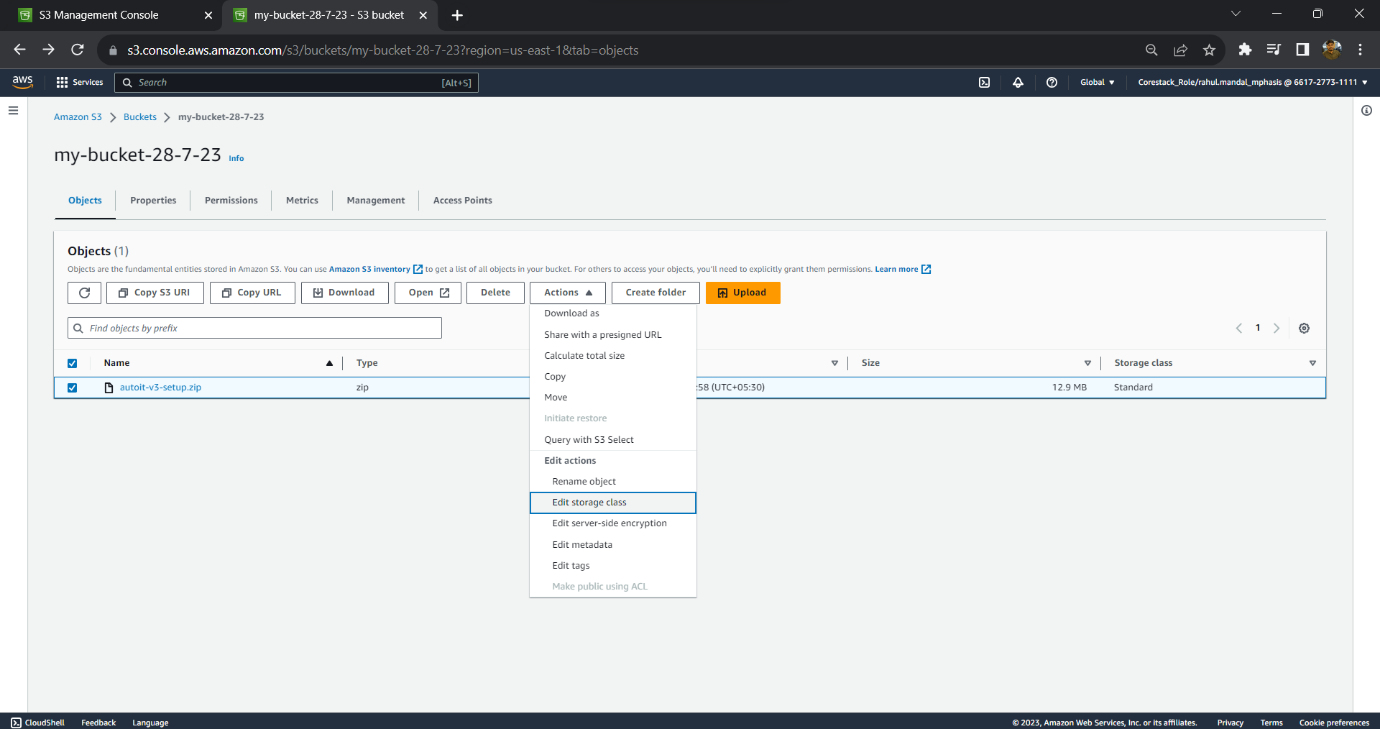 S3 Management Console
my-bucket-28-7-23 - S3 bucket
s3.console.aws.amazon.com/s3/buckets/my-bucket-28-7-23?region=us-east-1&tab=objects
aws Services Search [Alt+S] Global Corestack_Role/rahul.mandal_mphasis @ 6617-2773-1111
Amazon S3 Buckets my-bucket-28-7-23
my-bucket-28-7-23 Info
Objects Properties Permissions Metrics Management Access Points
Objects (1)
Objects are the fundamental entities stored in Amazon S3. You can use Amazon S3 inventory to get a list of all objects in your bucket. For others to access your objects, you'll need to explicitly grant them permissions. Learn more
Copy S3 URI Copy URL Download Open Delete Actions Create folder Upload
Find objects by prefix
1
Name Type Size Storage class
autoit-v3-setup.zip zip :58 (UTC+05:30) 12.9 MB Standard
Download as
Share with a presigned URL
Calculate total size
Copy
Move
Initiate restore
Query with S3 Select
Edit actions
Rename object
Edit storage class
Edit server-side encryption
Edit metadata
Edit tags
Make public using ACL
CloudShell Feedback Language © 2023, Amazon Web Services, Inc. or its affiliates. Privacy Terms Cookie preferences